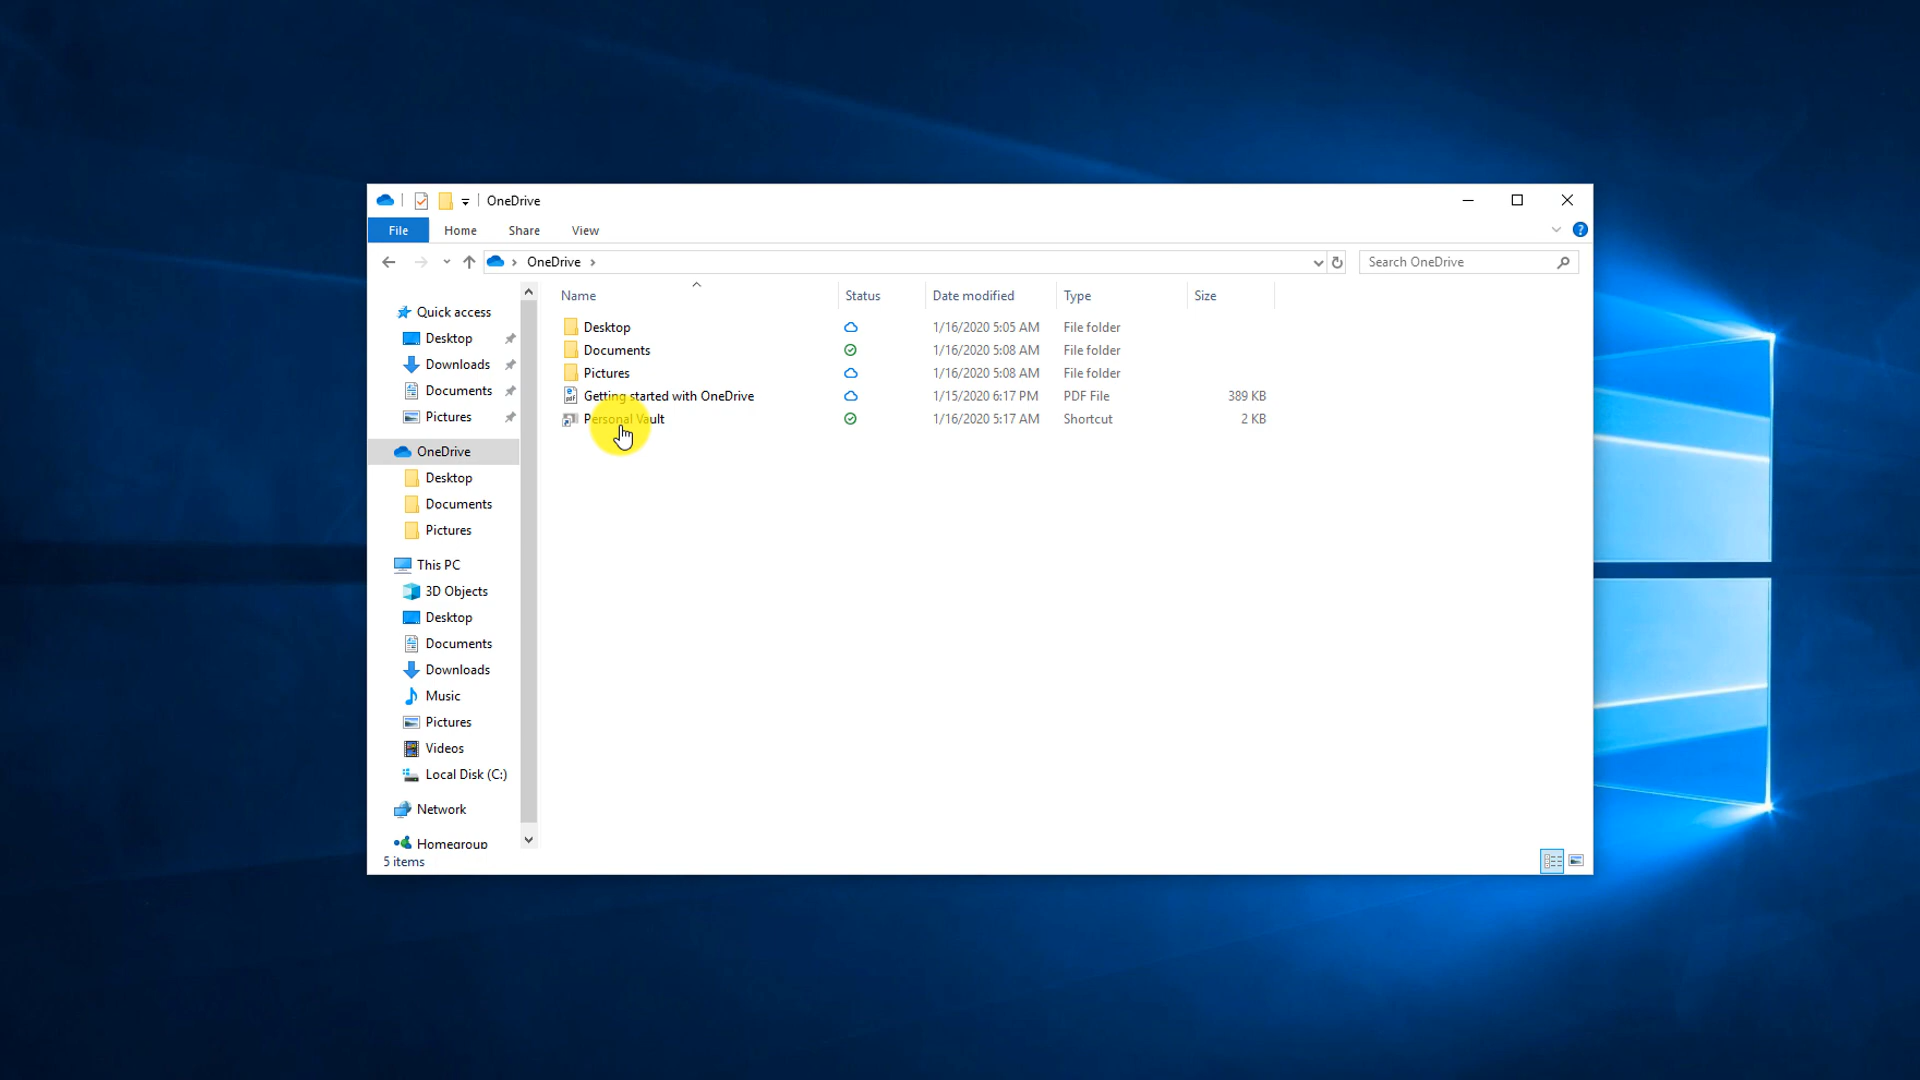 OneDrive
File Home Share View
OneDrive
Search OneDrive
Name Status Date modified Type Size
Desktop 1/16/2020 5:05 AM File folder
Documents 1/16/2020 5:08 AM File folder
Pictures 1/16/2020 5:08 AM File folder
Getting started with OneDrive 1/15/2020 6:17 PM PDF File 389 KB
Personal Vault 1/16/2020 5:17 AM Shortcut 2 KB
Quick access
Desktop
Downloads
Documents
Pictures
OneDrive
Desktop
Documents
Pictures
This PC
3D Objects
Desktop
Documents
Downloads
Music
Pictures
Videos
Local Disk (C:)
Network
Homegroup
5 items